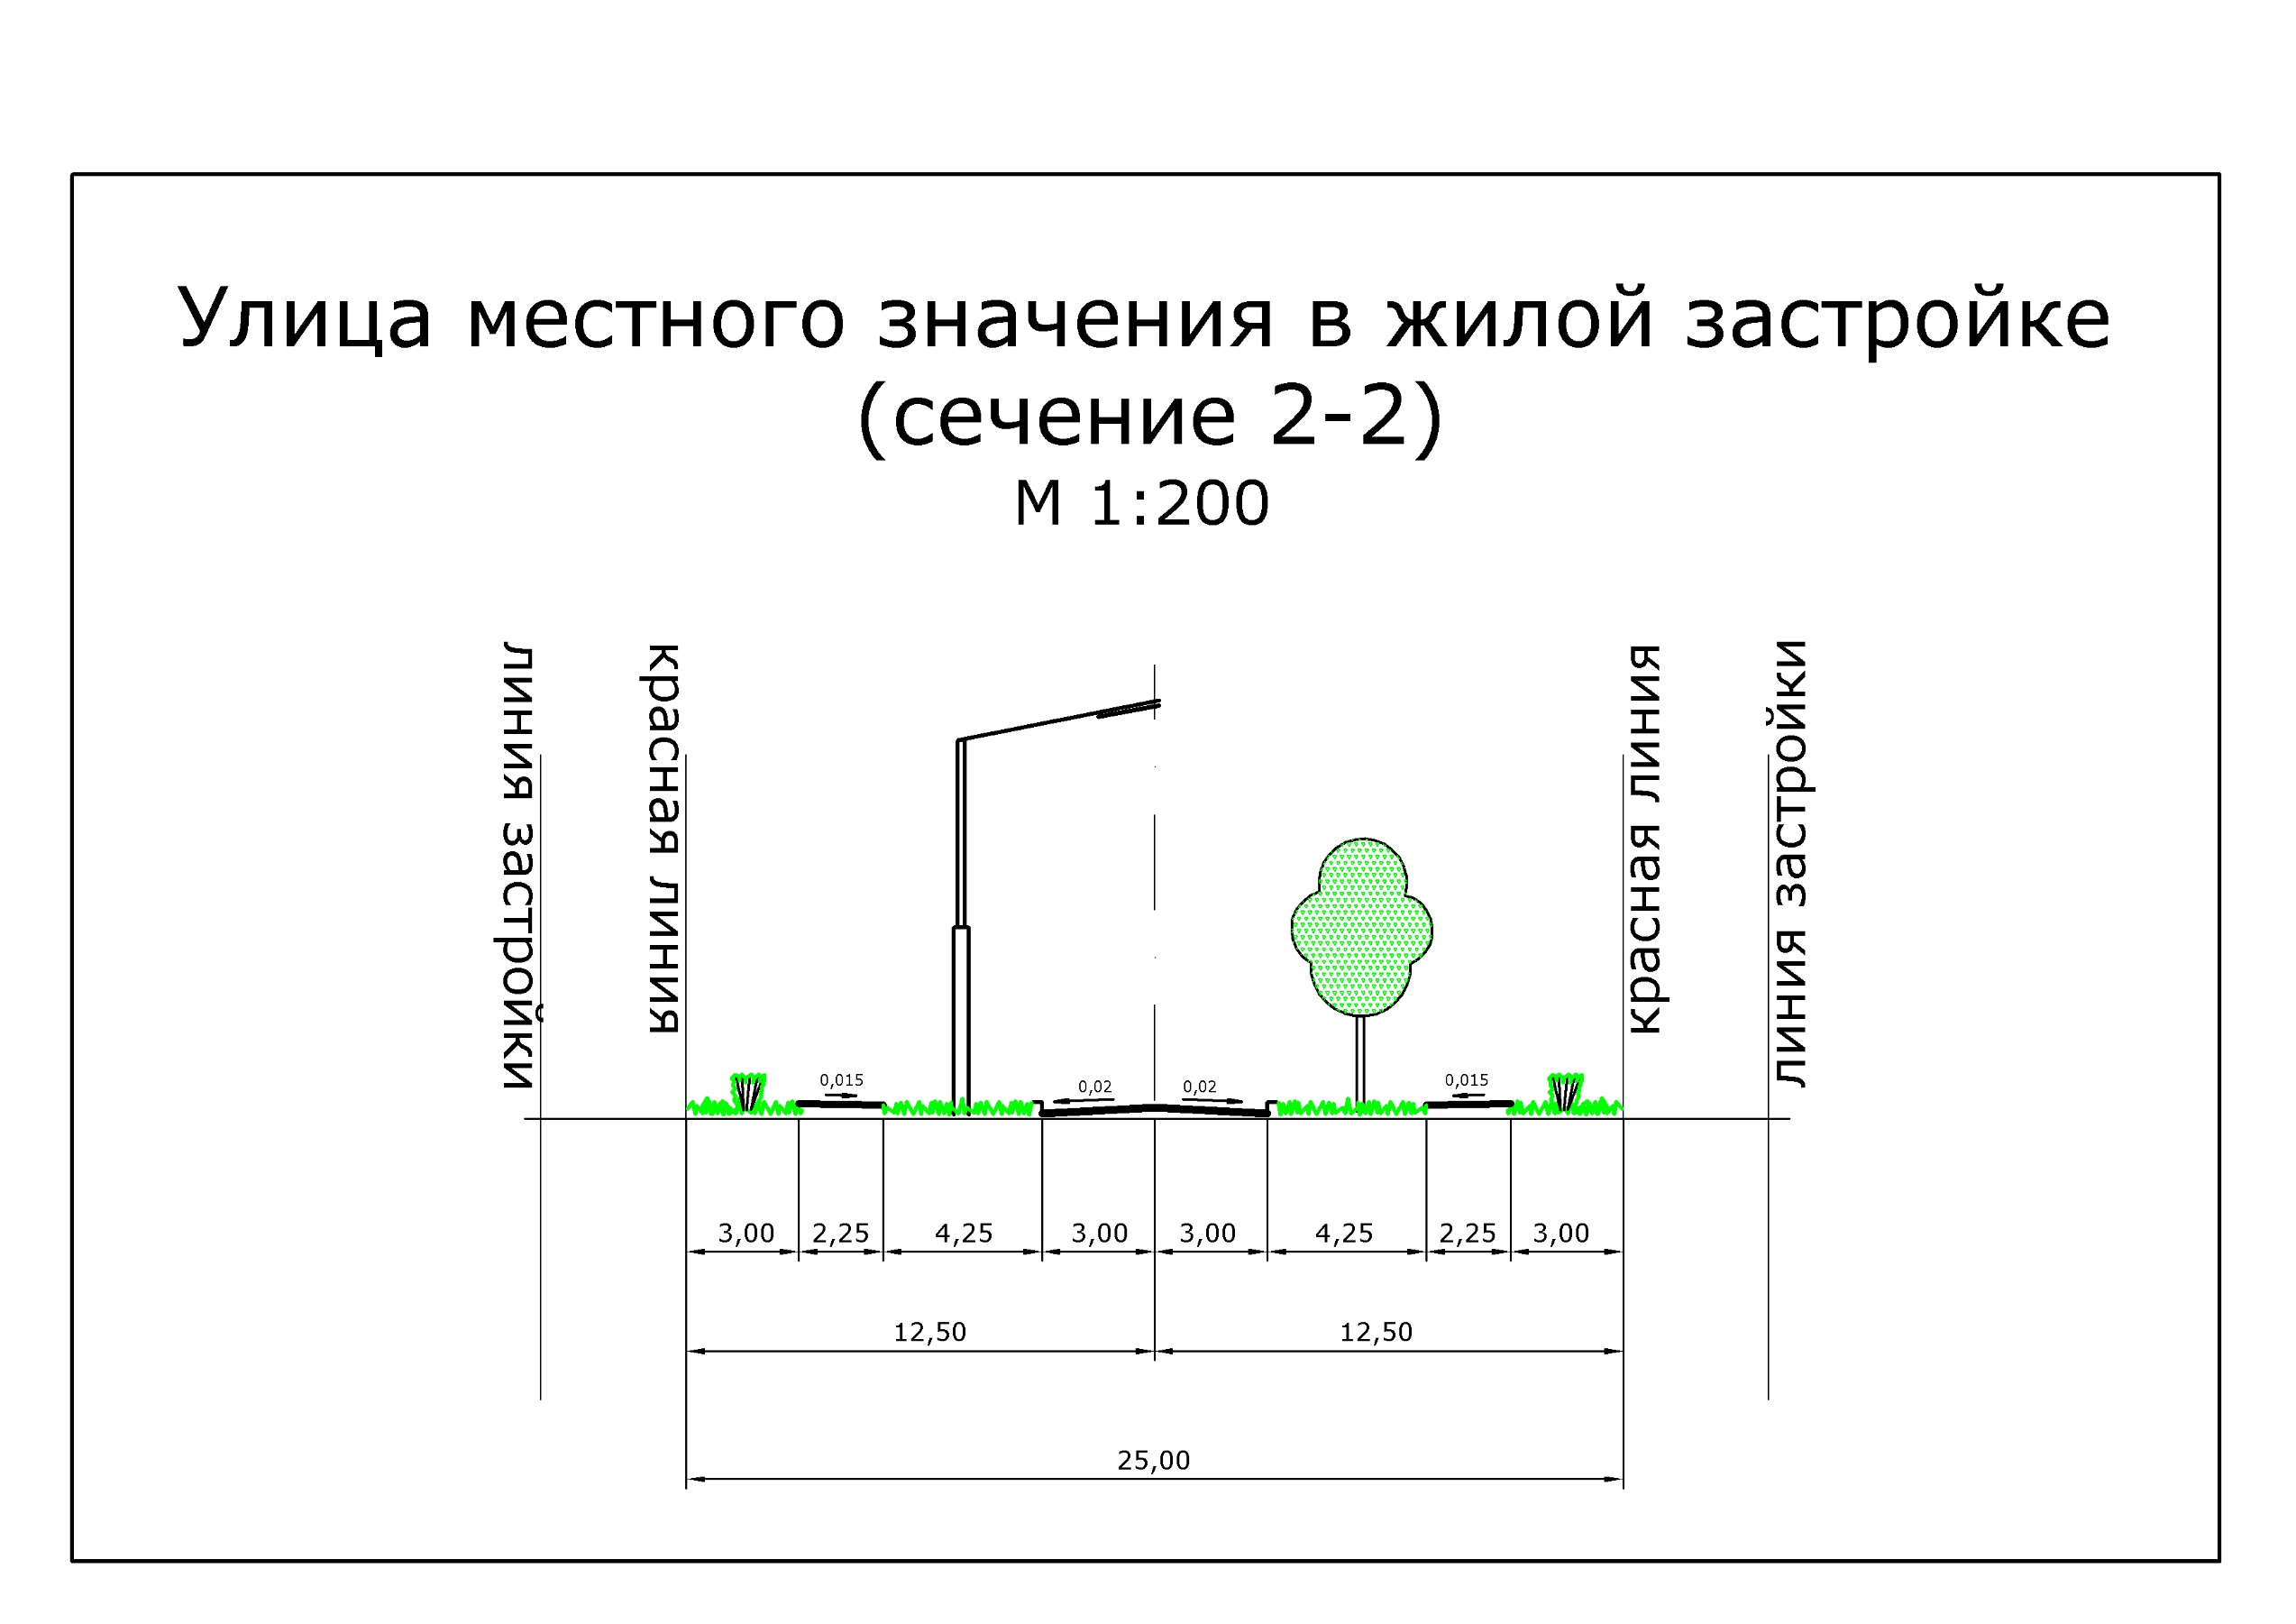 Улица местного значения в жилой застройке
(сечение 2-2)
М 1:200
линия застройки
красная линия
красная линия
линия застройки
0,015
0,02
0,02
0,015
3,00 2,25 4,25 3,00 3,00 4,25 2,25 3,00
12,50 12,50
25,00